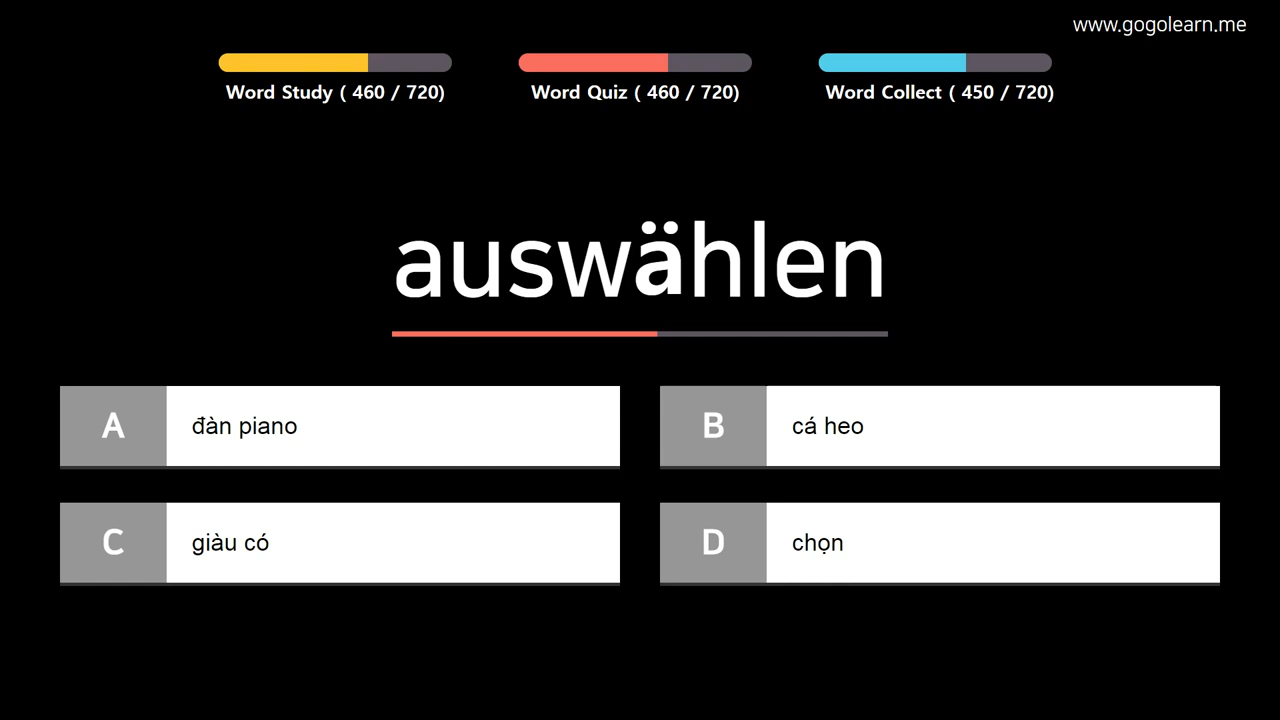 www.gogolearn.me
Word Study ( 460 / 720)
Word Quiz ( 460 / 720)
Word Collect ( 450 / 720)
auswählen
A đàn piano
B cá heo
C giàu có
D chọn